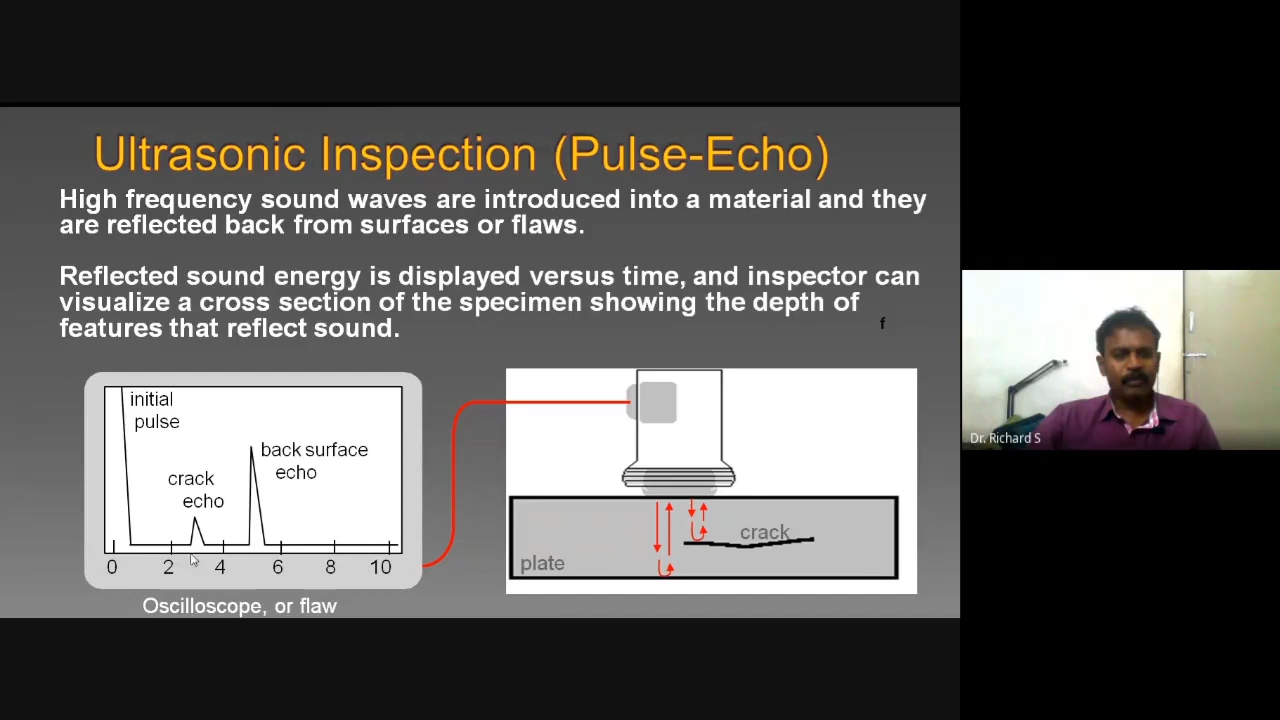 Ultrasonic Inspection (Pulse-Echo)
High frequency sound waves are introduced into a material and they
are reflected back from surfaces or flaws.
Reflected sound energy is displayed versus time, and inspector can
visualize a cross section of the specimen showing the depth of
features that reflect sound.
f
initial
pulse
back surface
echo
crack
echo
0 2 4 6 8 10
Oscilloscope, or flaw
crack
plate
Dr. Richard S